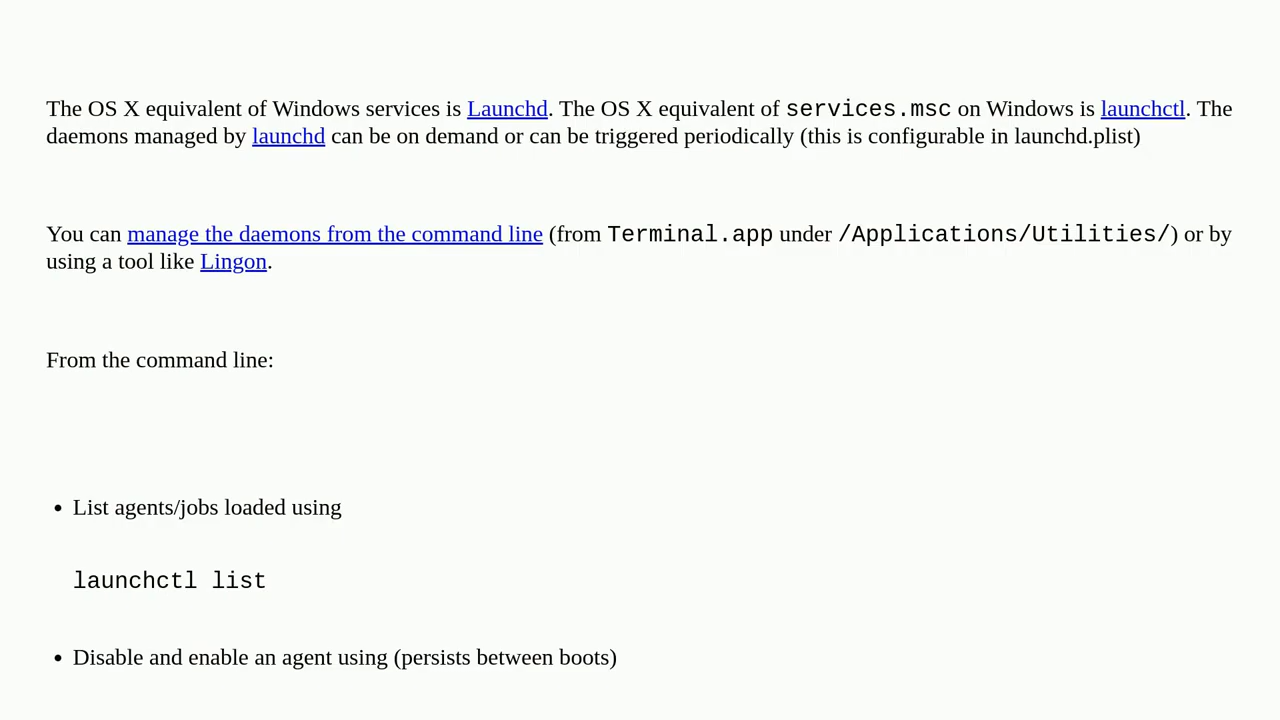 The OS X equivalent of Windows services is Launchd. The OS X equivalent of services.msc on Windows is launchctl. The
daemons managed by launchd can be on demand or can be triggered periodically (this is configurable in launchd.plist)
You can manage the daemons from the command line (from Terminal.app under /Applications/Utilities/) or by
using a tool like Lingon.
From the command line:
• List agents/jobs loaded using
launchctl list
• Disable and enable an agent using (persists between boots)